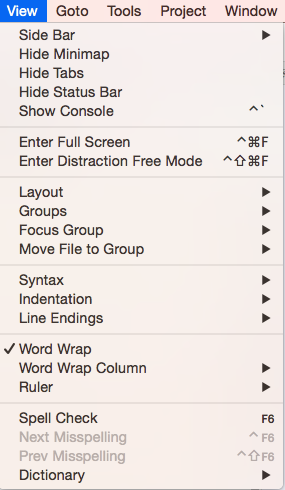 View Goto Tools Project Window
Side Bar ▶
Hide Minimap
Hide Tabs
Hide Status Bar
Show Console ^`
Enter Full Screen ^⌘F
Enter Distraction Free Mode ^⇧⌘F
Layout ▶
Groups ▶
Focus Group ▶
Move File to Group ▶
Syntax ▶
Indentation ▶
Line Endings ▶
✓ Word Wrap
Word Wrap Column ▶
Ruler ▶
Spell Check F6
Next Misspelling ^F6
Prev Misspelling ^⇧F6
Dictionary ▶